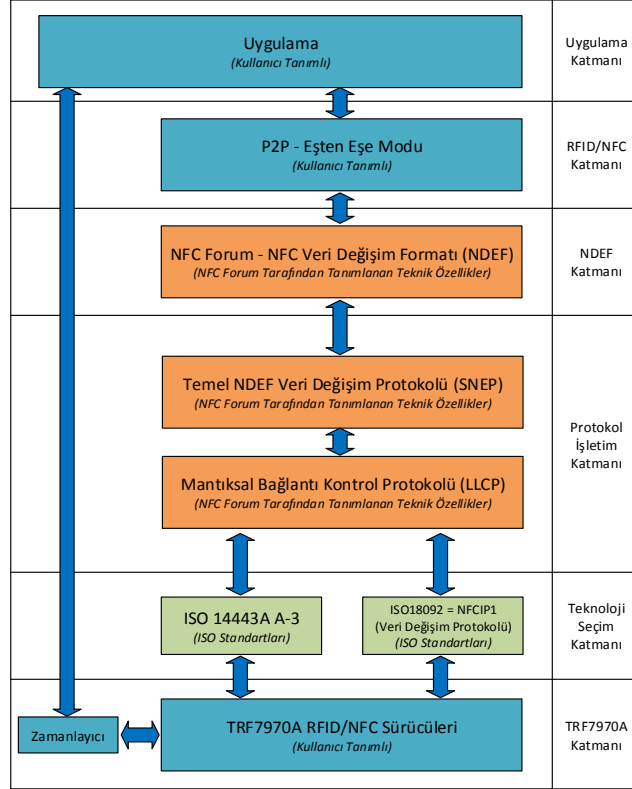 Uygulama
(Kullanıcı Tanımlı)
Uygulama
Katmanı
P2P - Eşten Eşe Modu
(Kullanıcı Tanımlı)
RFID/NFC
Katmanı
NFC Forum - NFC Veri Değişim Formatı (NDEF)
(NFC Forum Tarafından Tanımlanan Teknik Özellikler)
NDEF
Katmanı
Temel NDEF Veri Değişim Protokolü (SNEP)
(NFC Forum Tarafından Tanımlanan Teknik Özellikler)
Mantıksal Bağlantı Kontrol Protokolü (LLCP)
(NFC Forum Tarafından Tanımlanan Teknik Özellikler)
Protokol
İşletim
Katmanı
ISO 14443A A-3
(ISO Standartları)
ISO18092 = NFCIP1
(Veri Değişim Protokolü)
(ISO Standartları)
Teknoloji
Seçim
Katmanı
Zamanlayıcı
TRF7970A RFID/NFC Sürücüleri
(Kullanıcı Tanımlı)
TRF7970A
Katmanı